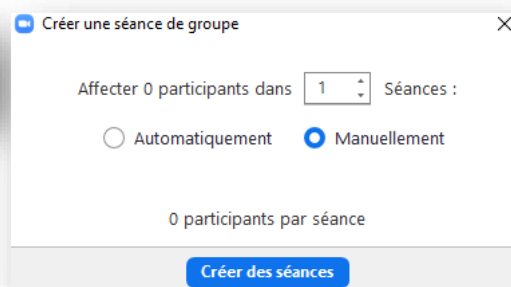 Créer une séance de groupe
Affecter 0 participants dans 1 Séances :
Automatiquement Manuellement
0 participants par séance
Créer des séances